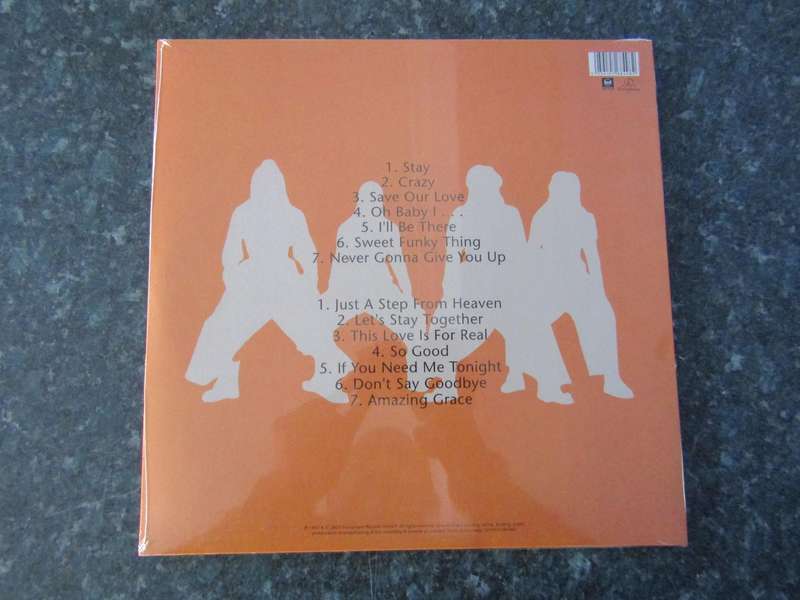 1. Stay
2. Crazy
3. Save Our Love
4. Oh Baby I . . .
5. I'll Be There
6. Sweet Funky Thing
7. Never Gonna Give You Up
1. Just A Step From Heaven
2. Let's Stay Together
3. This Love Is For Real
4. So Good
5. If You Need Me Tonight
6. Don't Say Goodbye
7. Amazing Grace